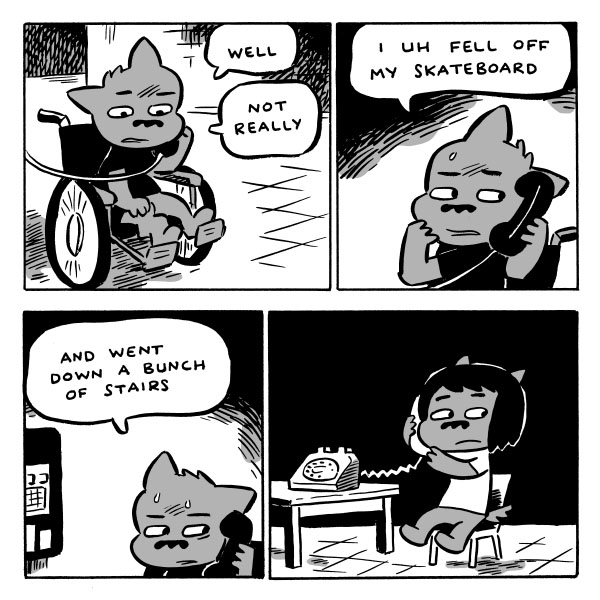 WELL
NOT
REALLY
I UH FELL OFF
MY SKATEBOARD
AND WENT
DOWN A BUNCH
OF STAIRS